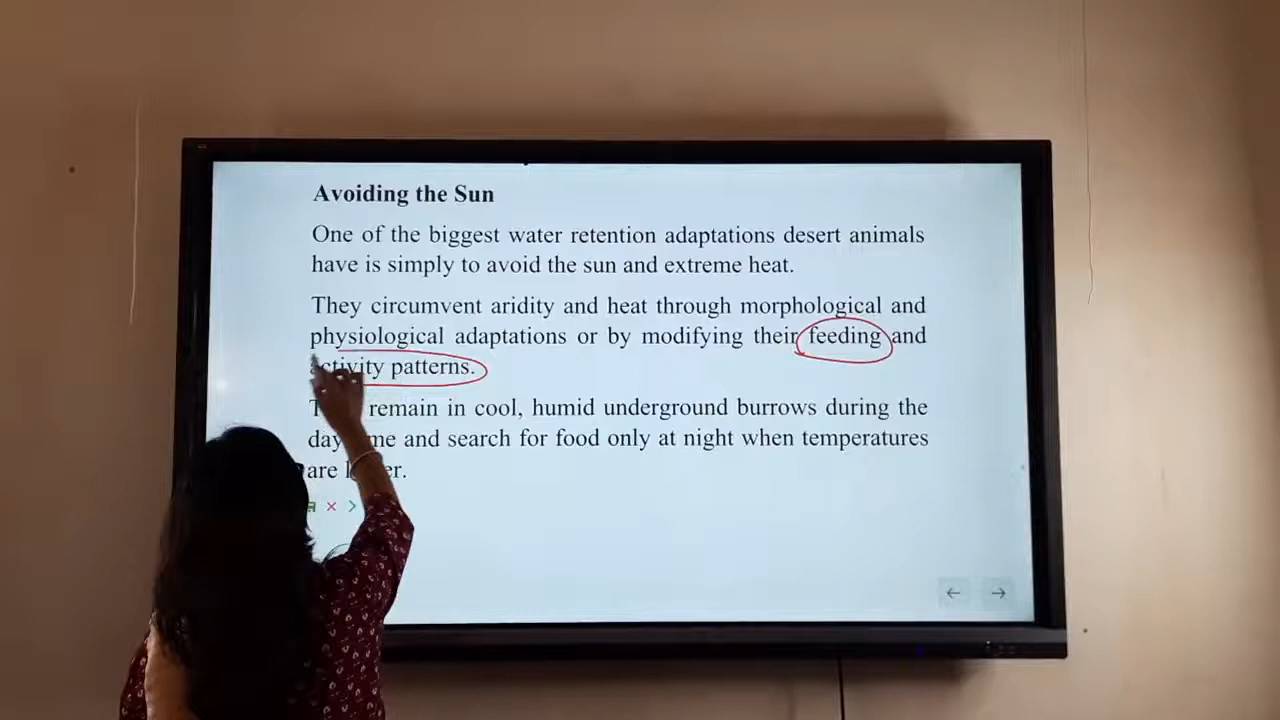 Avoiding the Sun
One of the biggest water retention adaptations desert animals
have is simply to avoid the sun and extreme heat.
They circumvent aridity and heat through morphological and
physiological adaptations or by modifying their feeding and
activity patterns.
remain in cool, humid underground burrows during the
and search for food only at night when temperatures
are